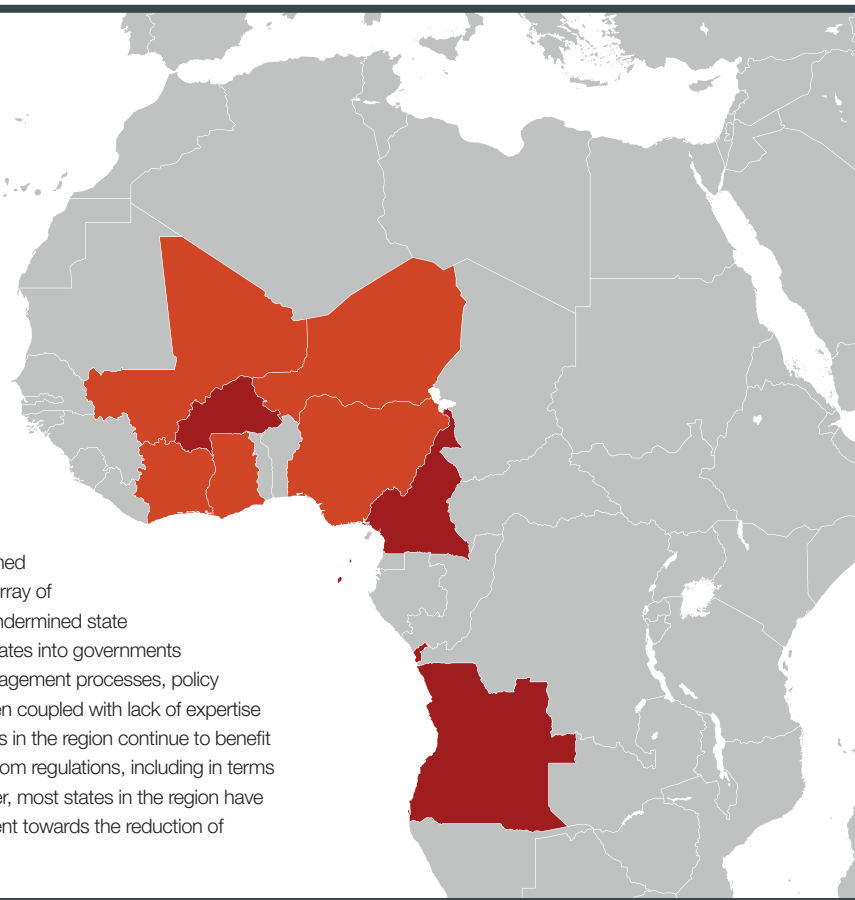 ned
rray of
ndermined state
ates into governments
agement processes, policy
en coupled with lack of expertise
s in the region continue to benefit
om regulations, including in terms
er, most states in the region have
ent towards the reduction of